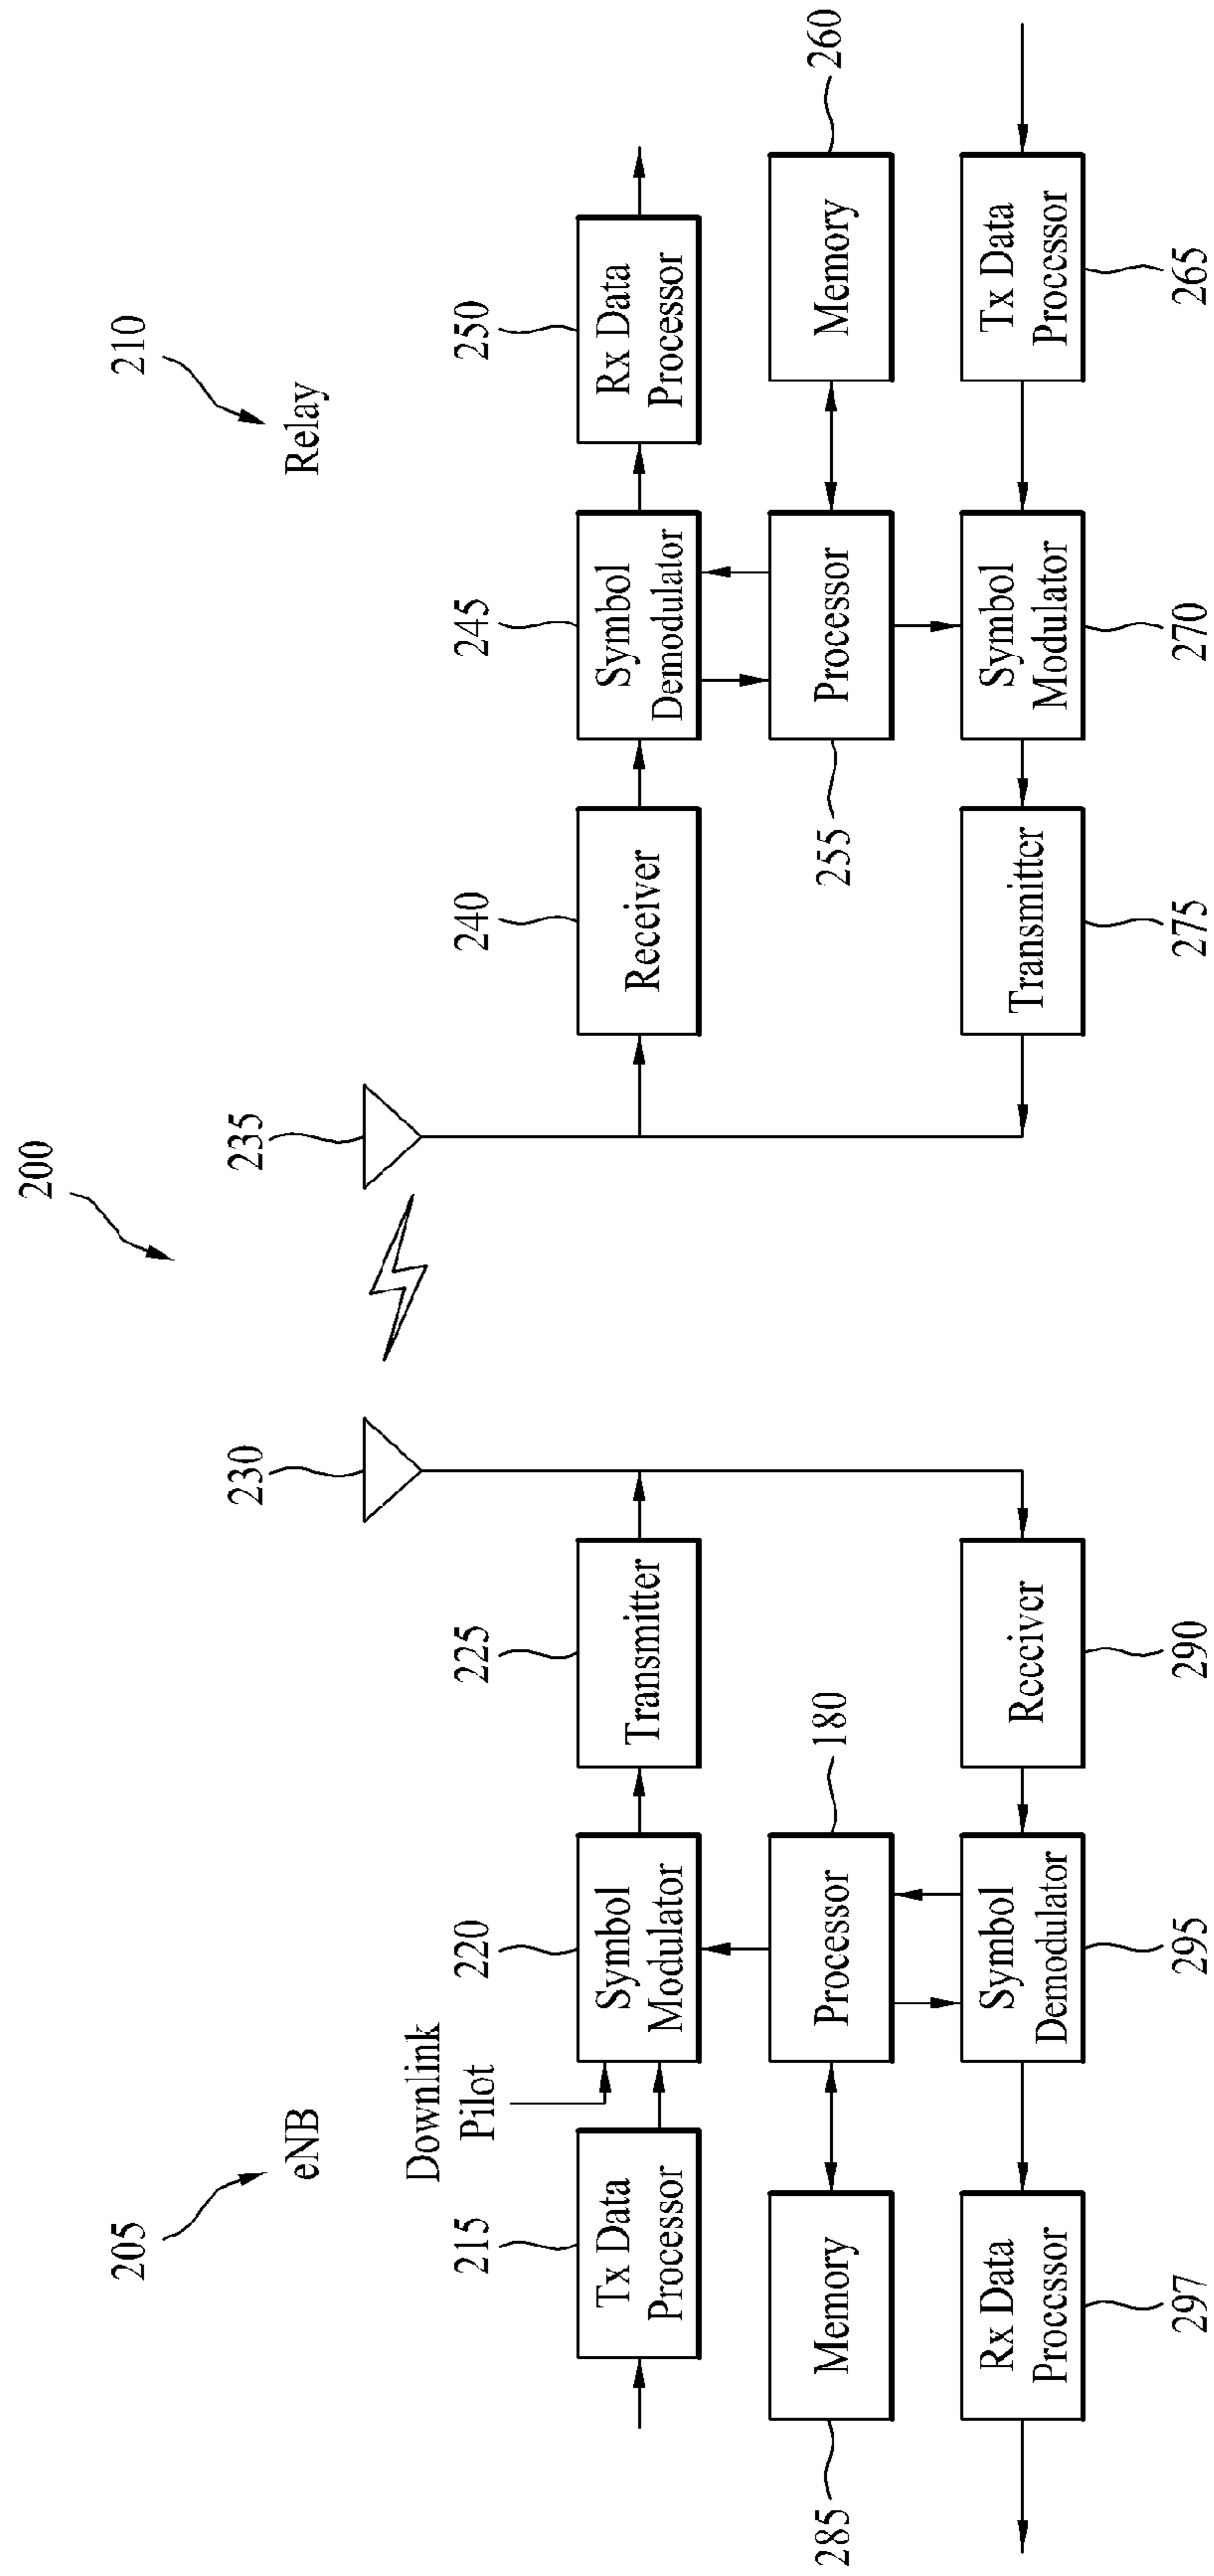 200
205
eNB
210
Relay
230
235
Downlink
Pilot
215
220
225
240
245
250
Tx Data
Processor
Symbol
Modulator
Transmitter
Receiver
Symbol
Demodulator
Rx Data
Processor
180
260
Memory
Processor
Processor
Memory
285
255
Rx Data
Processor
Symbol
Demodulator
Receiver
Transmitter
Symbol
Modulator
Tx Data
Processor
297
295
290
275
270
265